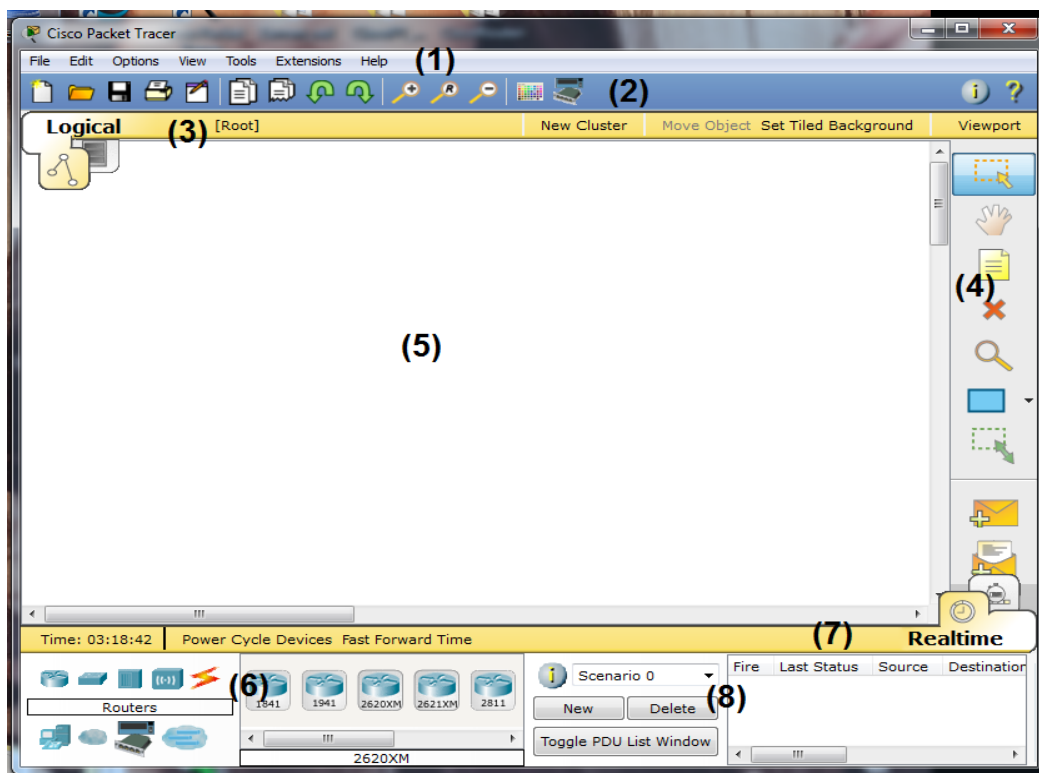 Cisco Packet Tracer
File Edit Options View Tools Extensions Help (1)
R (2) i ?
Logical (3) [Root] New Cluster Move Object Set Tiled Background Viewport
(4)
(5)
Time: 03:18:42 Power Cycle Devices Fast Forward Time (7) Realtime
(6) 1841 1941 2620XM 2621XM 2811
Routers
2620XM
i Scenario 0 (8)
New Delete
Toggle PDU List Window
Fire Last Status Source Destination